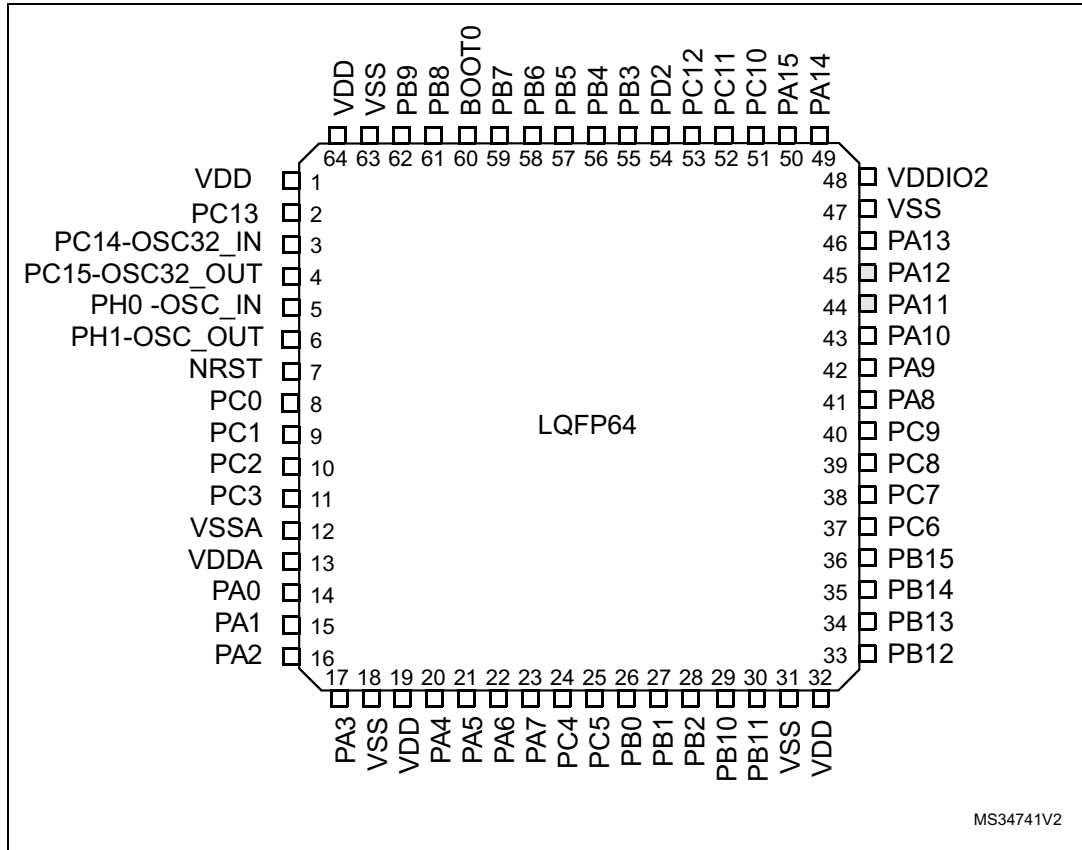 VDD
VSS
PB9
PB8
BOOT0
PB7
PB6
PB5
PB4
PB3
PD2
PC12
PC11
PC10
PA15
PA14
64 63 62 61 60 59 58 57 56 55 54 53 52 51 50 49
VDD 1
PC13 2
PC14-OSC32_IN 3
PC15-OSC32_OUT 4
PH0 -OSC_IN 5
PH1-OSC_OUT 6
NRST 7
PC0 8
PC1 9
PC2 10
PC3 11
VSSA 12
VDDA 13
PA0 14
PA1 15
PA2 16
LQFP64
48 VDDIO2
47 VSS
46 PA13
45 PA12
44 PA11
43 PA10
42 PA9
41 PA8
40 PC9
39 PC8
38 PC7
37 PC6
36 PB15
35 PB14
34 PB13
33 PB12
17 18 19 20 21 22 23 24 25 26 27 28 29 30 31 32
PA3
VSS
VDD
PA4
PA5
PA6
PA7
PC4
PC5
PB0
PB1
PB2
PB10
PB11
VSS
VDD
MS34741V2